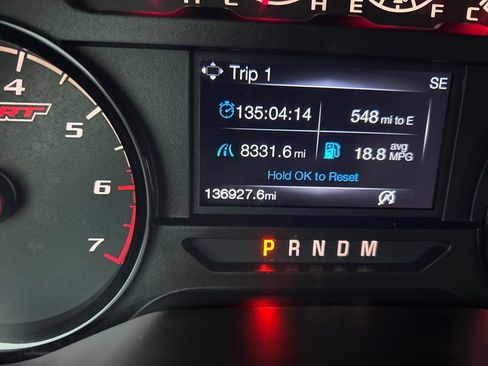 C H E F C
Trip 1
SE
135:04:14
548 mi to E
8331.6 mi
18.8 avg MPG
Hold OK to Reset
136927.6mi
4
5
6
7
P R N D M